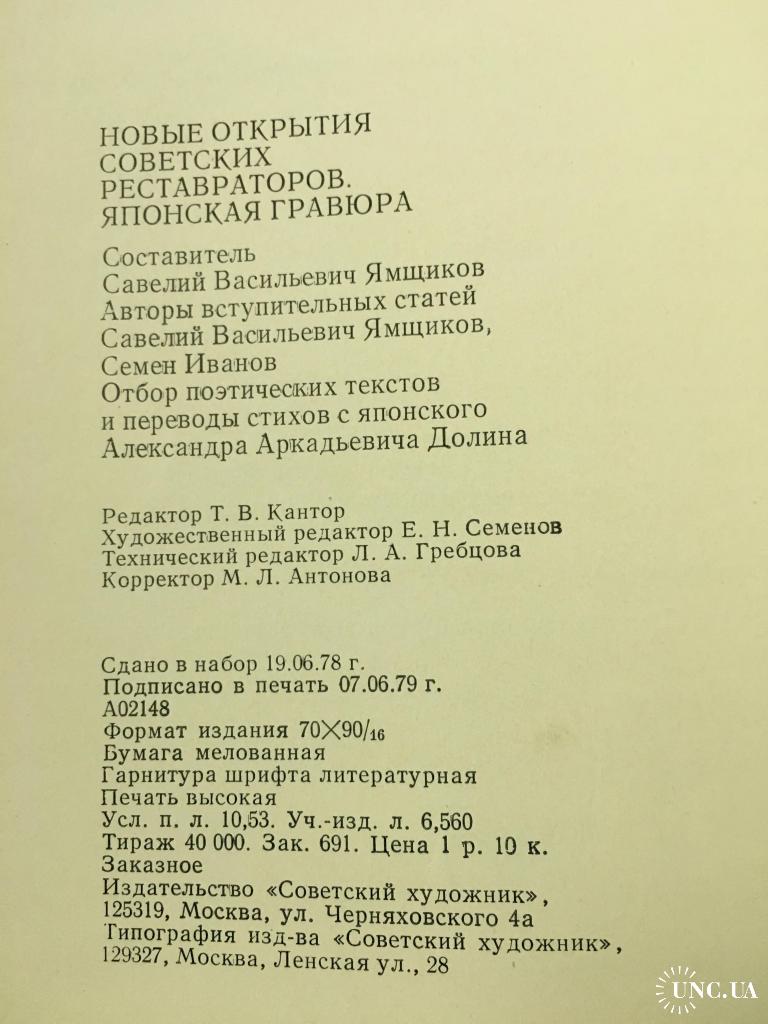 НОВЫЕ ОТКРЫТИЯ
СОВЕТСКИХ
РЕСТАВРАТОРОВ.
ЯПОНСКАЯ ГРАВЮРА
Составитель
Савелий Васильевич Ямщиков
Авторы вступительных статей
Савелий Васильевич Ямщиков,
Семен Иванов
Отбор поэтических текстов
и переводы стихов с японского
Александра Аркадьевича Долина
Редактор Т. В. Кантор
Художественный редактор Е. Н. Семенов
Технический редактор Л. А. Гребцова
Корректор М. Л. Антонова
Сдано в набор 19.06.78 г.
Подписано в печать 07.06.79 г.
А02148
Формат издания 70×90/16
Бумага мелованная
Гарнитура шрифта литературная
Печать высокая
Усл. п. л. 10,53. Уч.-изд. л. 6,560
Тираж 40 000. Зак. 691. Цена 1 р. 10 к.
Заказное
Издательство «Советский художник»,
125319, Москва, ул. Черняховского 4а
Типография изд-ва «Советский художник»,
129327, Москва, Ленская ул., 28
UNC.UA